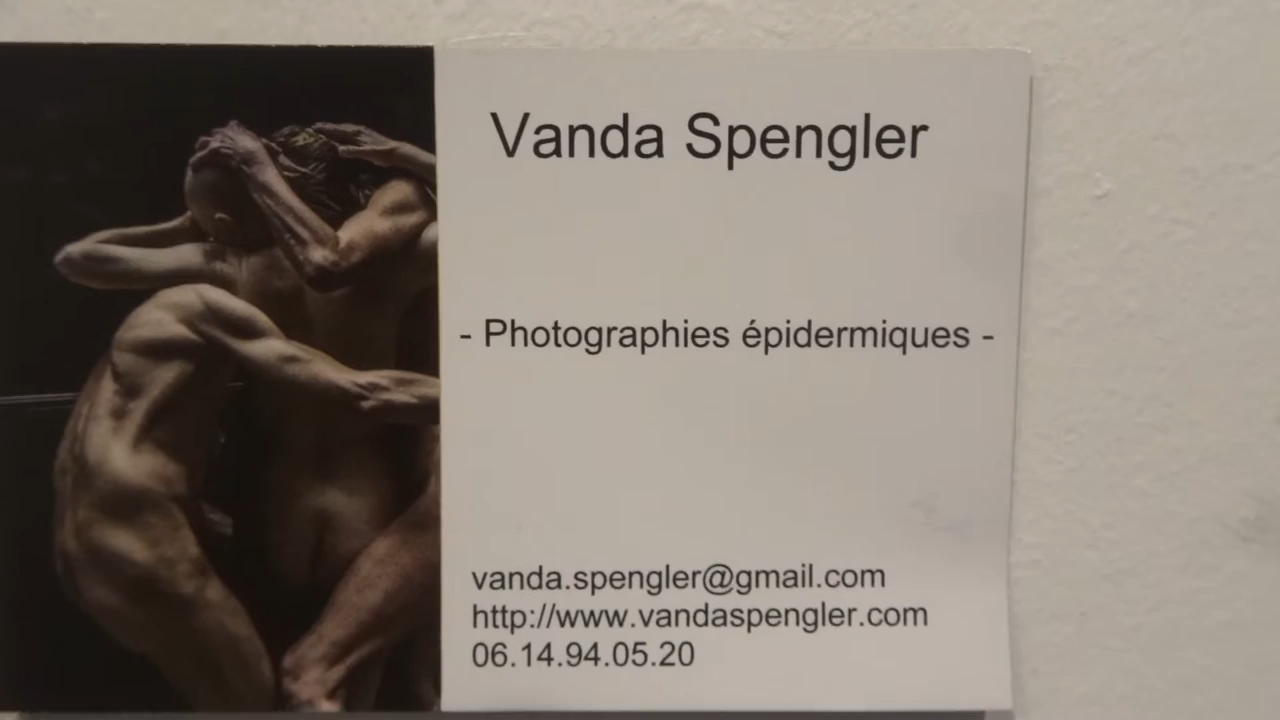 Vanda Spengler
- Photographies épidermiques -
vanda.spengler@gmail.com
http://www.vandaspengler.com
06.14.94.05.20